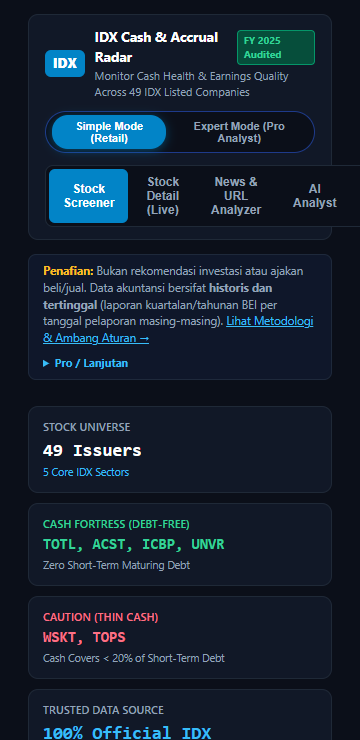 IDX
IDX Cash & Accrual
Radar
FY 2025
Audited
Monitor Cash Health & Earnings Quality
Across 49 IDX Listed Companies
Simple Mode
(Retail)
Expert Mode (Pro
Analyst)
Stock
Screener
Stock
Detail
(Live)
News &
URL
Analyzer
AI
Analyst
Penafian: Bukan rekomendasi investasi atau ajakan
beli/jual. Data akuntansi bersifat historis dan
tertinggal (laporan kuartalan/tahunan BEI per
tanggal pelaporan masing-masing). Lihat Metodologi
& Ambang Aturan →
▶ Pro / Lanjutan
STOCK UNIVERSE
49 Issuers
5 Core IDX Sectors
CASH FORTRESS (DEBT-FREE)
TOTL, ACST, ICBP, UNVR
Zero Short-Term Maturing Debt
CAUTION (THIN CASH)
WSKT, TOPS
Cash Covers < 20% of Short-Term Debt
TRUSTED DATA SOURCE
100% Official IDX